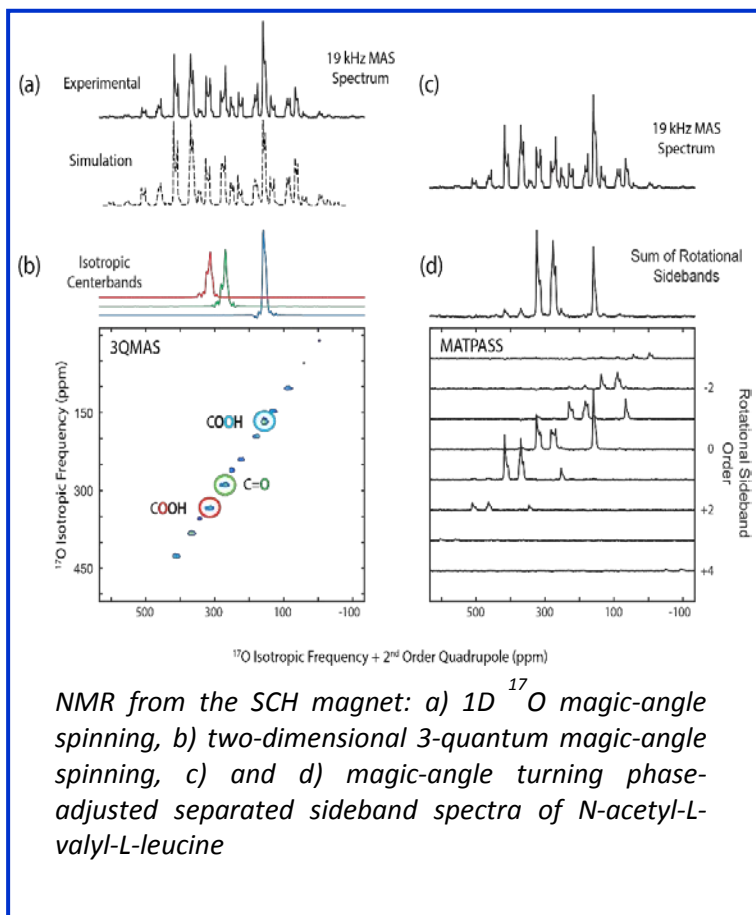 (a)
Experimental
19 kHz MAS
Spectrum
Simulation
(b)
Isotropic
Centerbands
3QMAS
COOH
C=O
COOH
150
300
450
¹⁷O Isotropic Frequency (ppm)
500
300
100
-100
(c)
19 kHz MAS
Spectrum
(d)
Sum of Rotational
Sidebands
MATPASS
-2
0
+2
+4
Rotational Sideband
Order
500
300
100
-100
¹⁷O Isotropic Frequency + 2ⁿᵈ Order Quadrupole (ppm)
NMR from the SCH magnet: a) 1D ¹⁷O magic-angle
spinning, b) two-dimensional 3-quantum magic-angle
spinning, c) and d) magic-angle turning phase-
adjusted separated sideband spectra of N-acetyl-L-
valyl-L-leucine